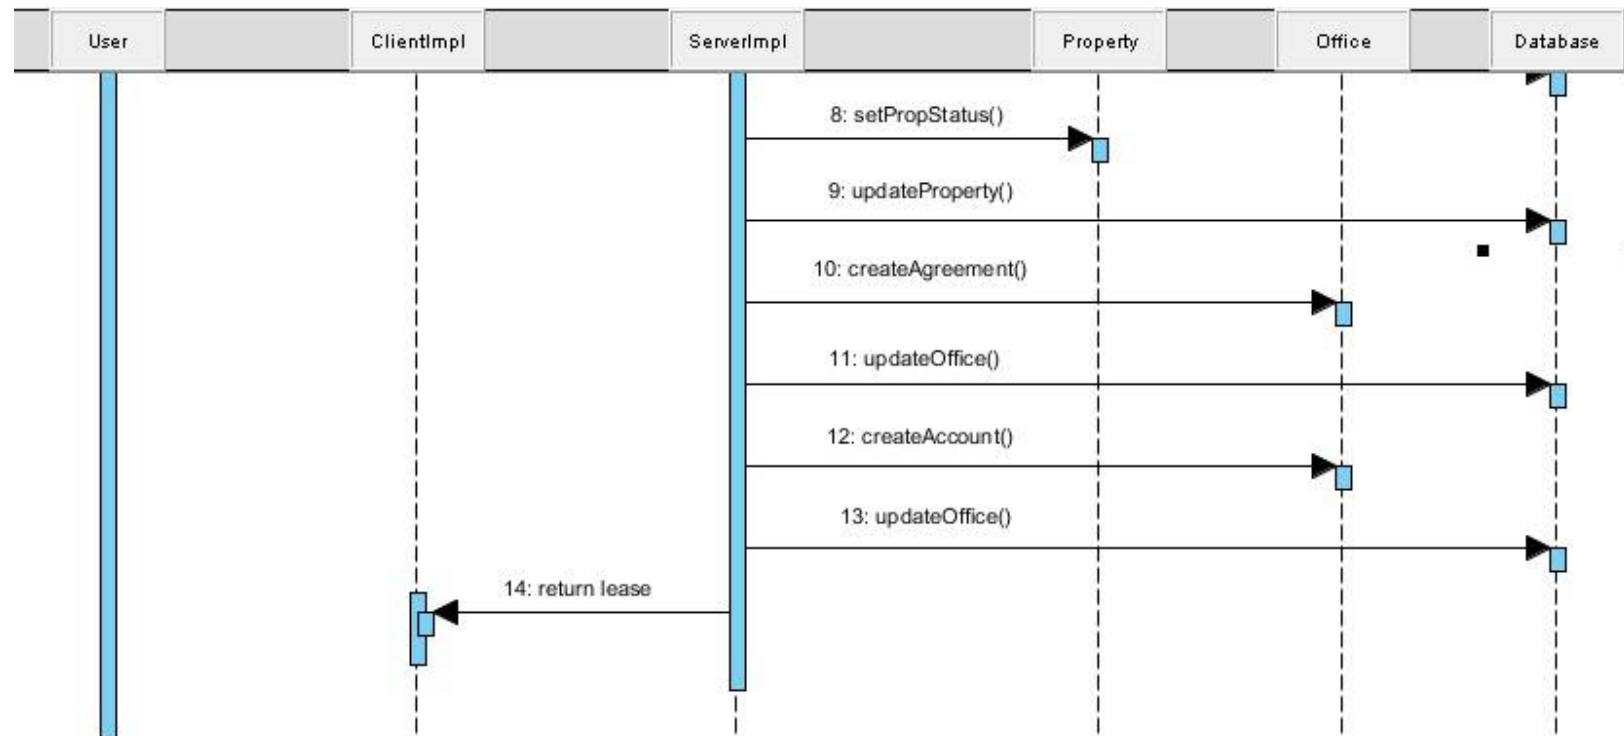 User
ClientImpl
ServerImpl
Property
Office
Database
8: setPropStatus()
9: updateProperty()
10: createAgreement()
11: updateOffice()
12: createAccount()
13: updateOffice()
14: return lease